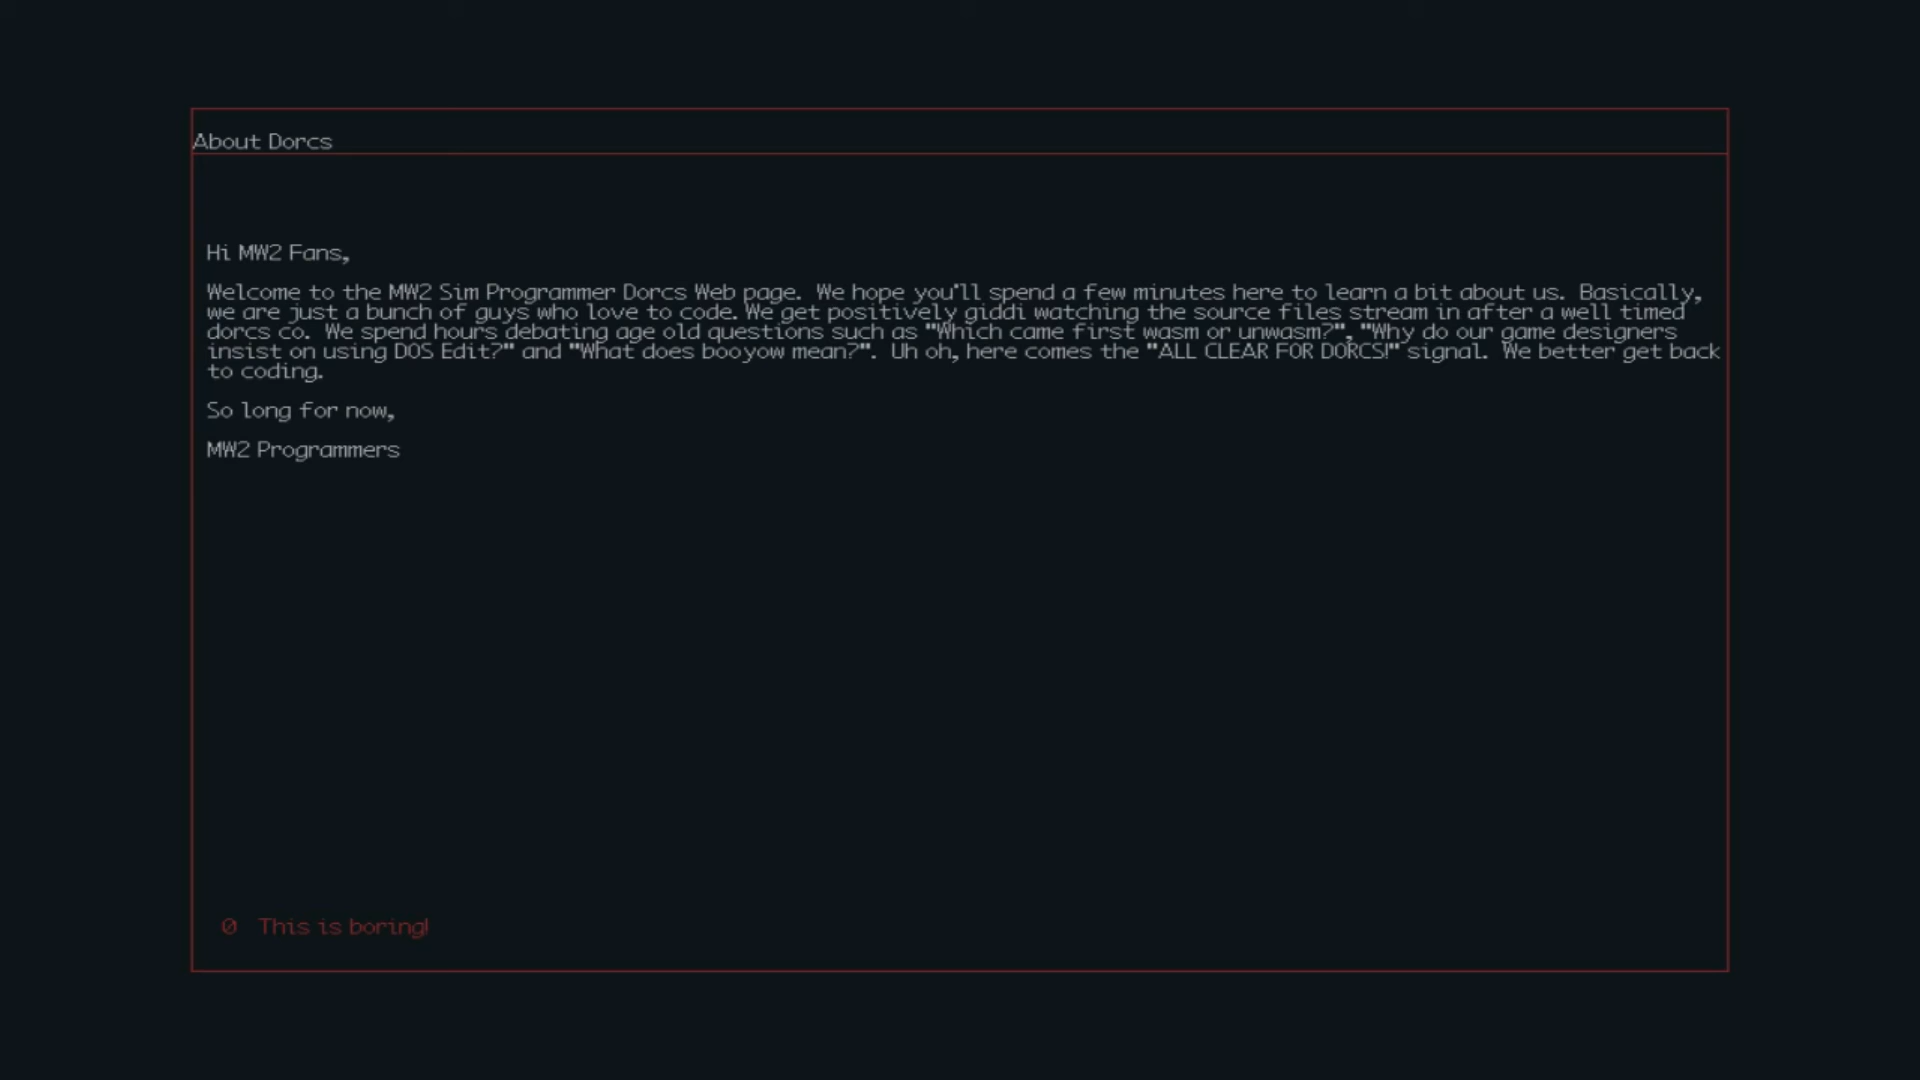 About Dorcs
Hi MW2 Fans,
Welcome to the MW2 Sim Programmer Dorcs Web page.  We hope you'll spend a few minutes here to learn a bit about us.  Basically,
we are just a bunch of guys who love to code. We get positively giddi watching the source files stream in after a well timed
dorcs co.  We spend hours debating age old questions such as "Which came first wasm or unwasm?", "Why do our game designers
insist on using DOS Edit?" and "What does booyow mean?".  Uh oh, here comes the "ALL CLEAR FOR DORCS!" signal.  We better get back
to coding.
So long for now,
MW2 Programmers
0  This is boring!